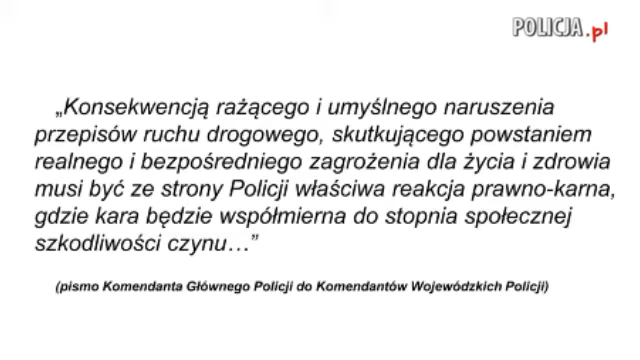 POLICJA.pl
„Konsekwencją rażącego i umyślnego naruszenia
przepisów ruchu drogowego, skutkującego powstaniem
realnego i bezpośredniego zagrożenia dla życia i zdrowia
musi być ze strony Policji właściwa reakcja prawno-karna,
gdzie kara będzie współmierna do stopnia społecznej
szkodliwości czynu…”
(pismo Komendanta Głównego Policji do Komendantów Wojewódzkich Policji)